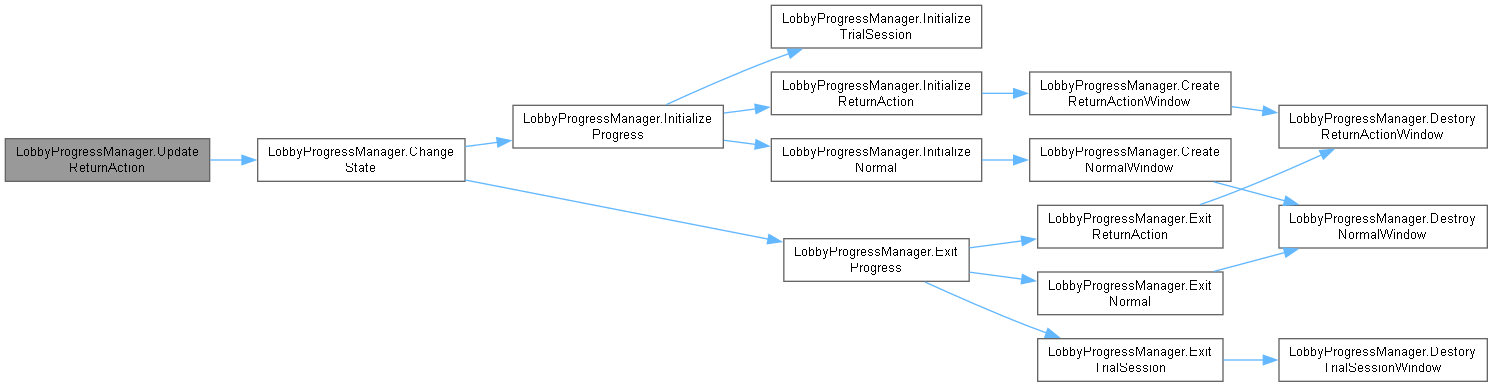 LobbyProgressManager.Update
ReturnAction
LobbyProgressManager.Change
State
LobbyProgressManager.Initialize
Progress
LobbyProgressManager.Initialize
TrialSession
LobbyProgressManager.Initialize
ReturnAction
LobbyProgressManager.Initialize
Normal
LobbyProgressManager.Create
ReturnActionWindow
LobbyProgressManager.Create
NormalWindow
LobbyProgressManager.Destory
ReturnActionWindow
LobbyProgressManager.Destroy
NormalWindow
LobbyProgressManager.Exit
Progress
LobbyProgressManager.Exit
ReturnAction
LobbyProgressManager.Exit
Normal
LobbyProgressManager.Exit
TrialSession
LobbyProgressManager.Destory
TrialSessionWindow